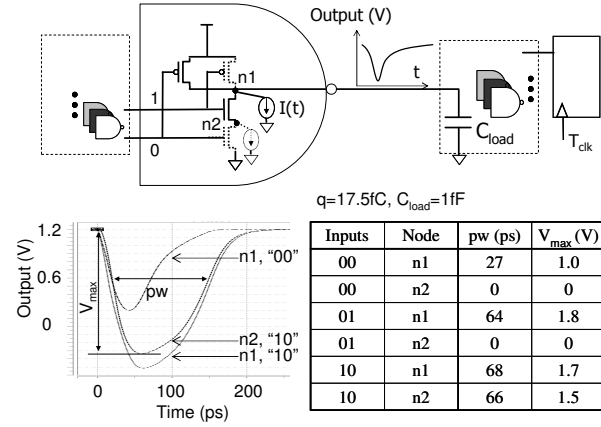 Output (V)
t
n1
I(t)
1
n2
0
C_load
T_clk
q=17.5fC, C_load=1fF
1.2
0.6
0
Output (V)
V_max
pw
n1, “00”
n2, “10”
n1, “10”
0 100 200
Time (ps)
Inputs Node pw (ps) V_max (V)
00 n1 27 1.0
00 n2 0 0
01 n1 64 1.8
01 n2 0 0
10 n1 68 1.7
10 n2 66 1.5